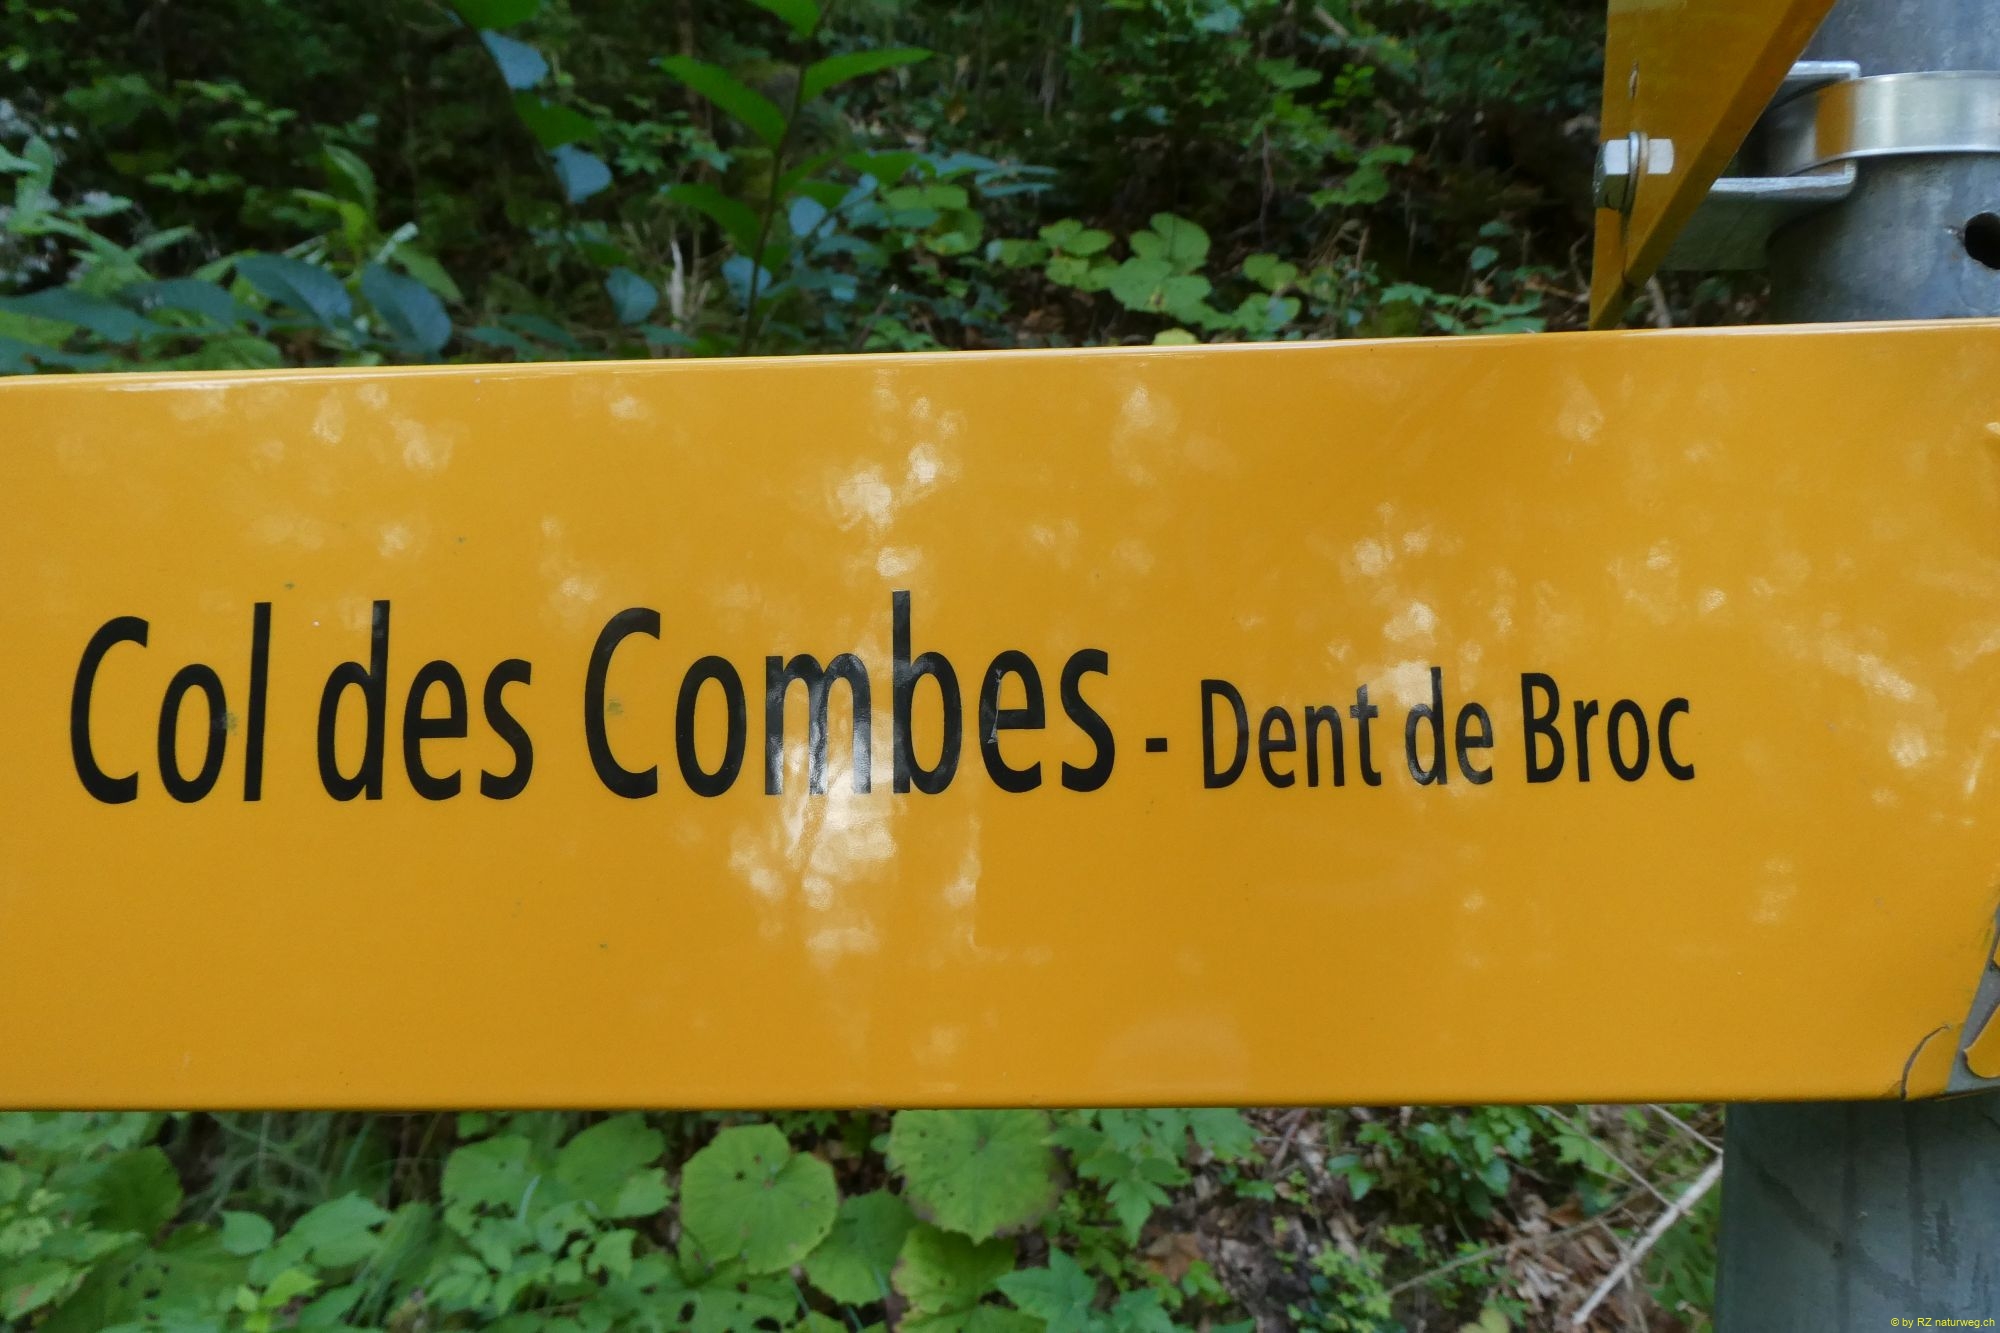 Col des Combes - Dent de Broc
© by RZ naturweg.ch